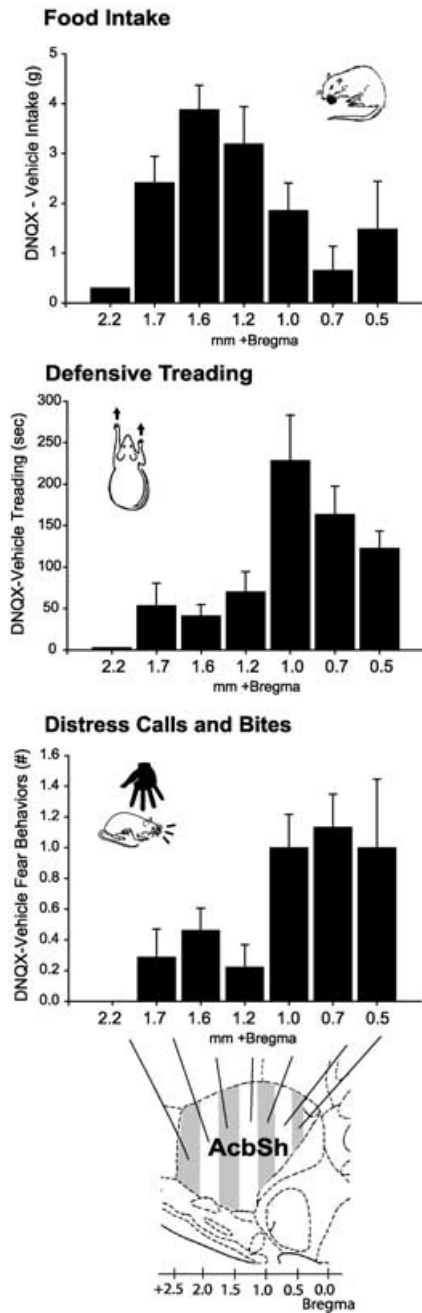 Food Intake
DNQX - Vehicle Intake (g)
5
4
3
2
1
0
2.2 1.7 1.6 1.2 1.0 0.7 0.5
mm +Bregma
Defensive Treading
DNQX-Vehicle Treading (sec)
300
250
200
150
100
50
0
2.2 1.7 1.6 1.2 1.0 0.7 0.5
mm +Bregma
Distress Calls and Bites
DNQX-Vehicle Fear Behaviors (#)
1.6
1.4
1.2
1.0
0.8
0.6
0.4
0.2
0.0
2.2 1.7 1.6 1.2 1.0 0.7 0.5
mm +Bregma
AcbSh
+2.5 2.0 1.5 1.0 0.5 0.0
Bregma